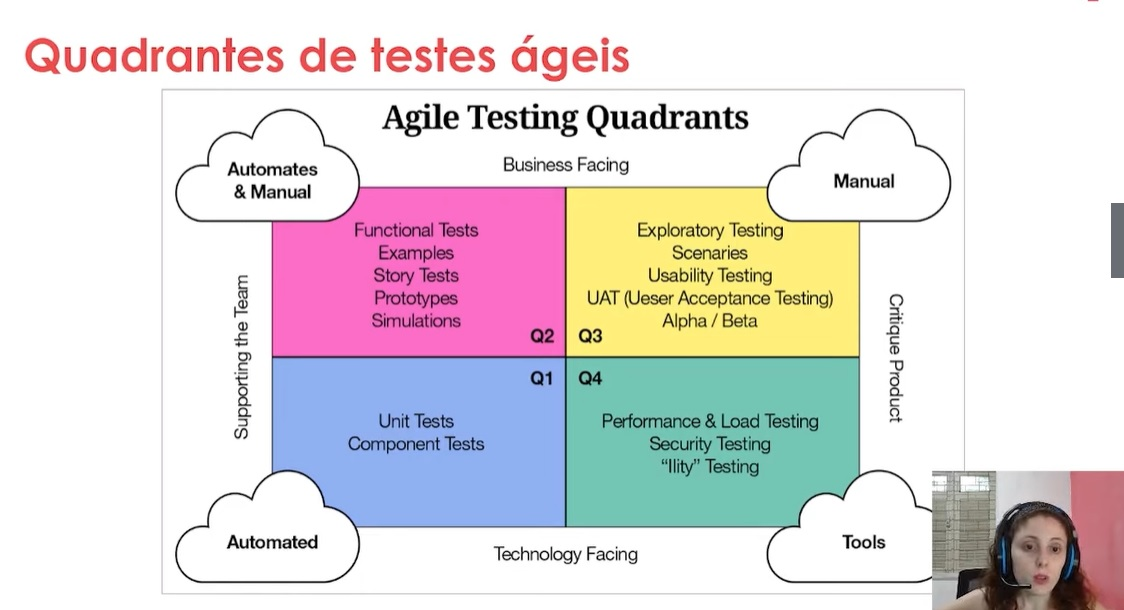 Quadrantes de testes ágeis
Agile Testing Quadrants
Business Facing
Automates
& Manual
Manual
Supporting the Team
Functional Tests
Examples
Story Tests
Prototypes
Simulations
Q2
Exploratory Testing
Scenaries
Usability Testing
UAT (Ueser Acceptance Testing)
Alpha / Beta
Q3
Critique Product
Q1
Unit Tests
Component Tests
Q4
Performance & Load Testing
Security Testing
“Ility” Testing
Automated
Technology Facing
Tools